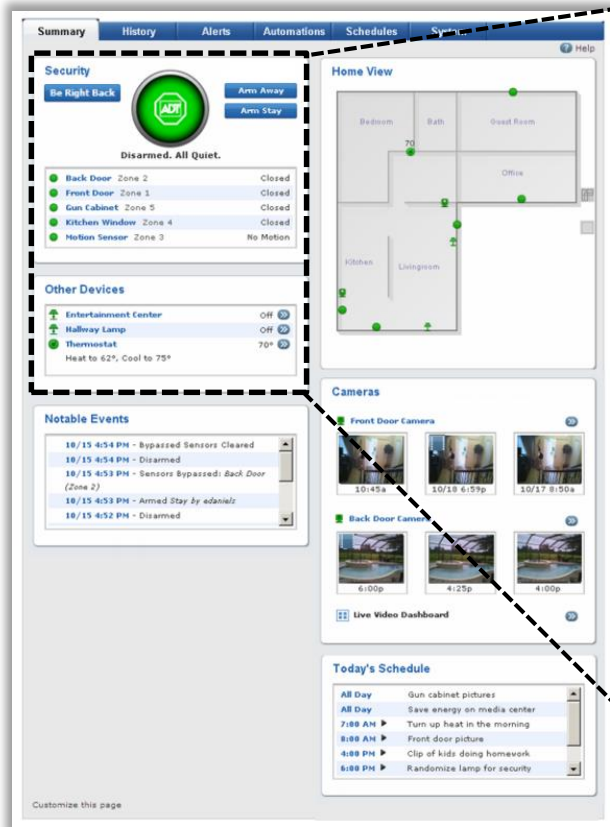 Summary History Alerts Automations Schedules System
Help
Security
Be Right Back
ADT
Arm Away
Arm Stay
Disarmed. All Quiet.
Back Door Zone 2 Closed
Front Door Zone 1 Closed
Gun Cabinet Zone 5 Closed
Kitchen Window Zone 4 Closed
Motion Sensor Zone 3 No Motion
Other Devices
Entertainment Center Off
Hallway Lamp Off
Thermostat 70°
Heat to 62°, Cool to 75°
Notable Events
10/15 4:54 PM - Bypassed Sensors Cleared
10/15 4:54 PM - Disarmed
10/15 4:53 PM - Sensors Bypassed: Back Door
(Zone 2)
10/15 4:53 PM - Armed Stay by edaniels
10/15 4:52 PM - Disarmed
Customize this page
Home View
Bedroom Bath Guest Room
70
Office
Kitchen Livingroom
Cameras
Front Door Camera
10:45a 10/18 6:59p 10/17 8:50a
Back Door Camera
6:00p 4:25p 4:00p
Live Video Dashboard
Today's Schedule
All Day Gun cabinet pictures
All Day Save energy on media center
7:00 AM Turn up heat in the morning
8:00 AM Front door picture
4:00 PM Clip of kids doing homework
6:00 PM Randomize lamp for security